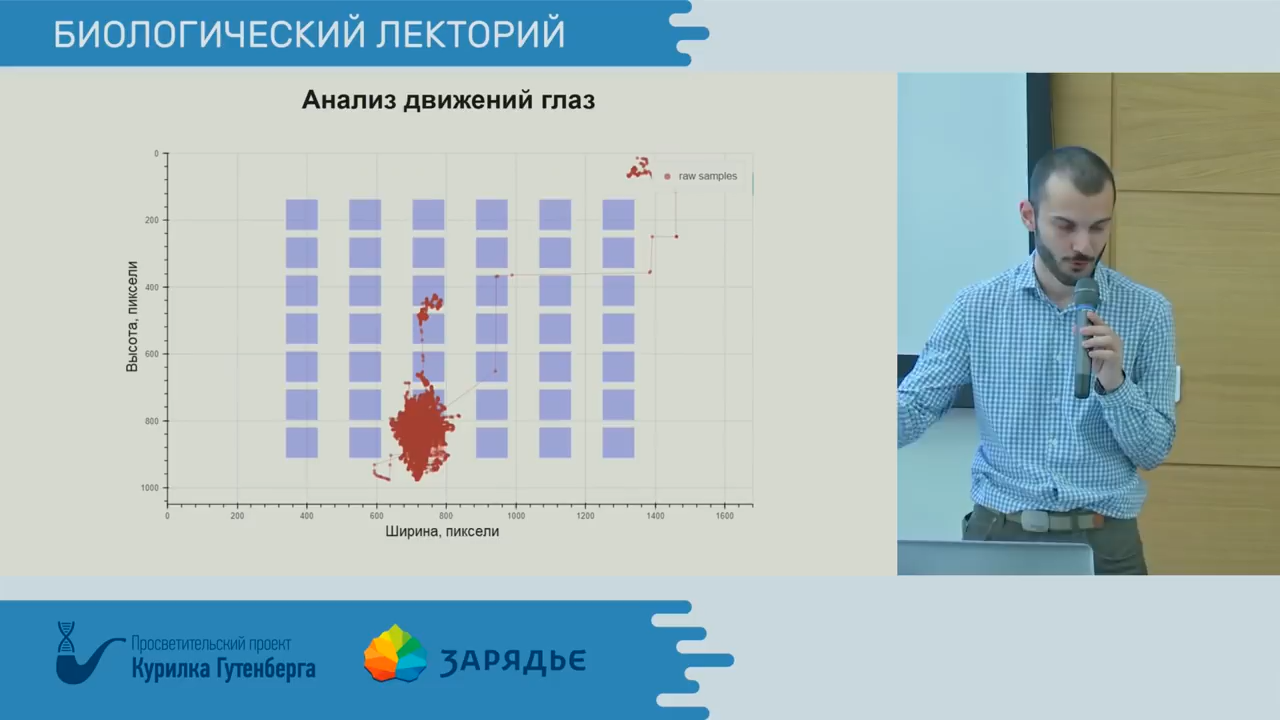 БИОЛОГИЧЕСКИЙ ЛЕКТОРИЙ
Анализ движений глаз
raw samples
0
200
400
600
800
1000
Высота, пиксели
0 200 400 600 800 1000 1200 1400 1600
Ширина, пиксели
Просветительский проект
Курилка Гутенберга
ЗАРЯДЬЕ